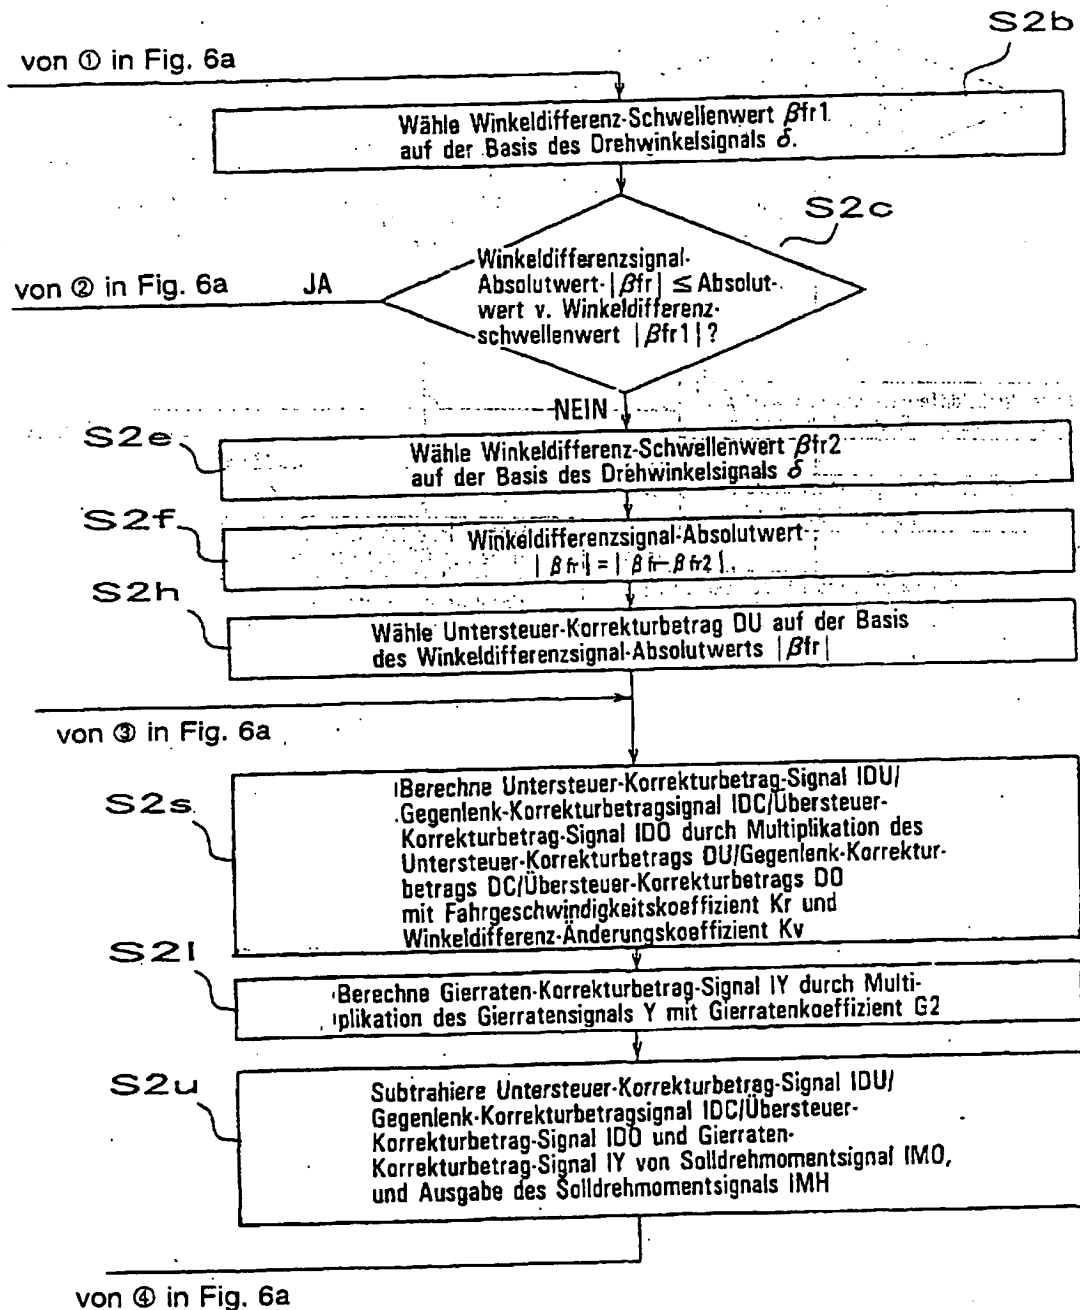 S2b
von ① in Fig. 6a
Wähle Winkeldifferenz-Schwellenwert βfr1
auf der Basis des Drehwinkelsignals δ.
S2c
Winkeldifferenzsignal-
Absolutwert-|βfr| ≤ Absolut-
wert v. Winkeldifferenz-
schwellenwert |βfr1|?
von ② in Fig. 6a JA
NEIN
S2e
Wähle Winkeldifferenz-Schwellenwert βfr2
auf der Basis des Drehwinkelsignals δ
S2f
Winkeldifferenzsignal-Absolutwert
|βfr| = |βfr-βfr2|
S2h
Wähle Untersteuer-Korrekturbetrag DU auf der Basis
des Winkeldifferenzsignal-Absolutwerts |βfr|
von ③ in Fig. 6a
S2s
Berechne Untersteuer-Korrekturbetrag-Signal IDU/
Gegenlenk-Korrekturbetragsignal IDC/Übersteuer-
Korrekturbetrag-Signal IDO durch Multiplikation des
Untersteuer-Korrekturbetrags DU/Gegenlenk-Korrektur-
betrags DC/Übersteuer-Korrekturbetrags DO
mit Fahrgeschwindigkeitskoeffizient Kr und
Winkeldifferenz-Änderungskoeffizient Kv
S2l
Berechne Gierraten-Korrekturbetrag-Signal IY durch Multi-
plikation des Gierratensignals Y mit Gierratenkoeffizient G2
S2u
Subtrahiere Untersteuer-Korrekturbetrag-Signal IDU/
Gegenlenk-Korrekturbetragsignal IDC/Übersteuer-
Korrekturbetrag-Signal IDO und Gierraten-
Korrekturbetrag-Signal IY von Solldrehmomentsignal IMO,
und Ausgabe des Solldrehmomentsignals IMH
von ④ in Fig. 6a